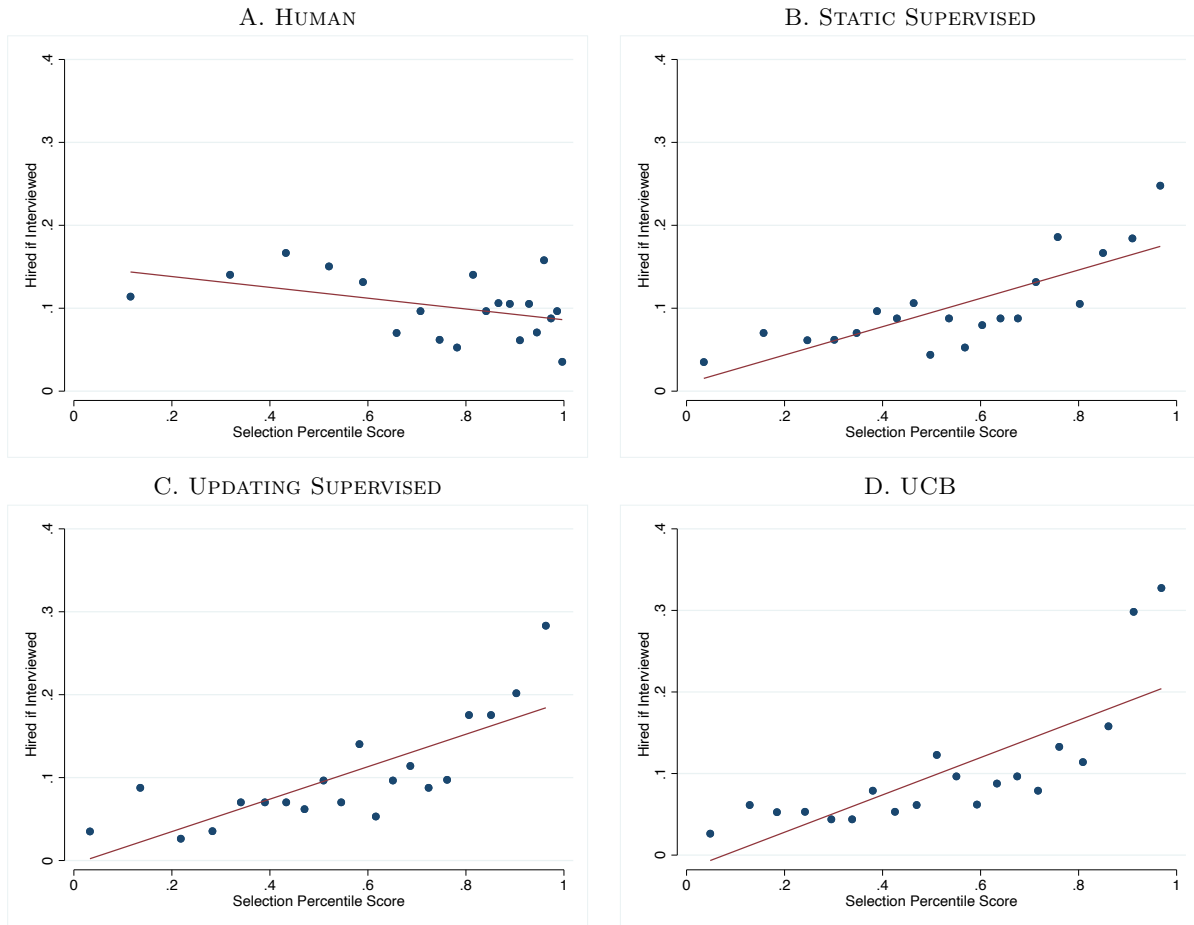 A. Human
B. Static Supervised
.4
.3
.2
.1
0
Hired if Interviewed
0 .2 .4 .6 .8 1
Selection Percentile Score
.4
.3
.2
.1
0
Hired if Interviewed
0 .2 .4 .6 .8 1
Selection Percentile Score
C. Updating Supervised
D. UCB
.4
.3
.2
.1
0
Hired if Interviewed
0 .2 .4 .6 .8 1
Selection Percentile Score
.4
.3
.2
.1
0
Hired if Interviewed
0 .2 .4 .6 .8 1
Selection Percentile Score